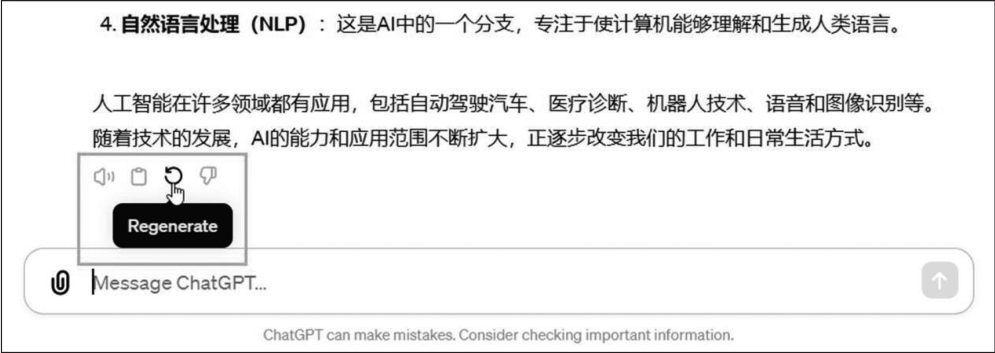 4. 自然语言处理（NLP）：这是AI中的一个分支，专注于使计算机能够理解和生成人类语言。
人工智能在许多领域都有应用，包括自动驾驶汽车、医疗诊断、机器人技术、语音和图像识别等。
随着技术的发展，AI的能力和应用范围不断扩大，正逐步改变我们的工作和日常生活方式。
Regenerate
Message ChatGPT...
ChatGPT can make mistakes. Consider checking important information.